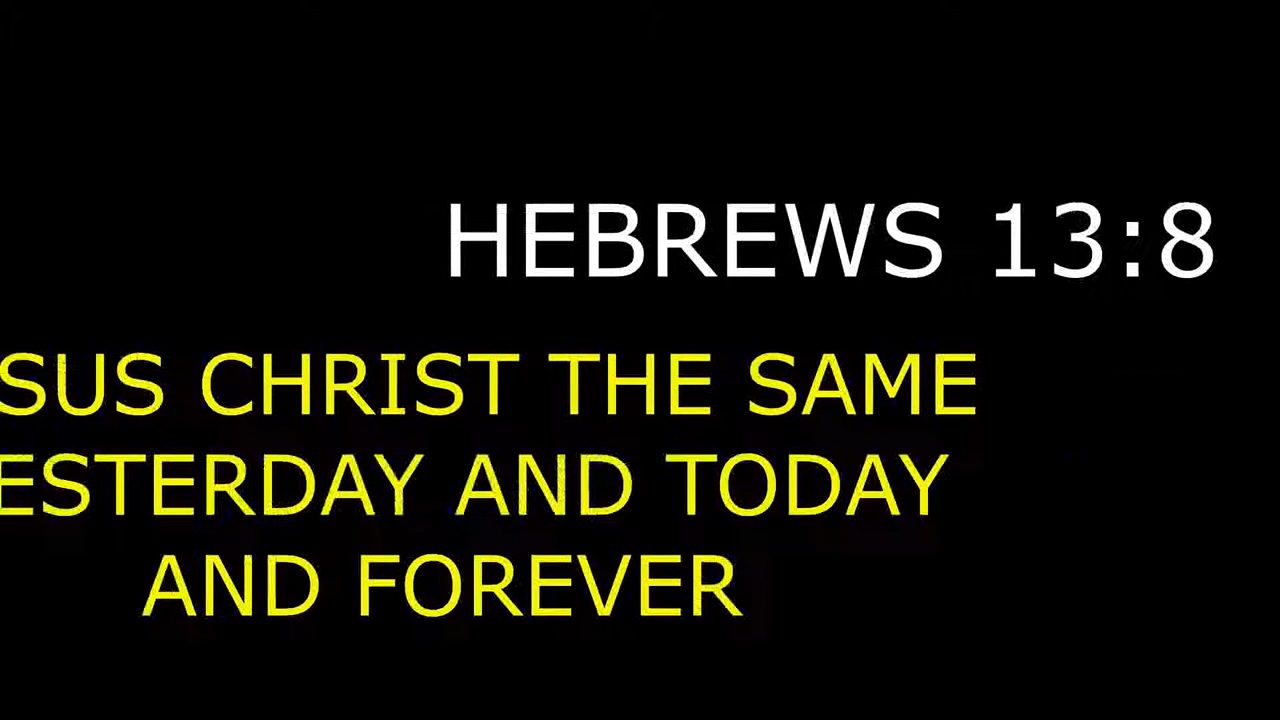 HEBREWS 13:8
SUS CHRIST THE SAME
ESTERDAY AND TODAY
AND FOREVER